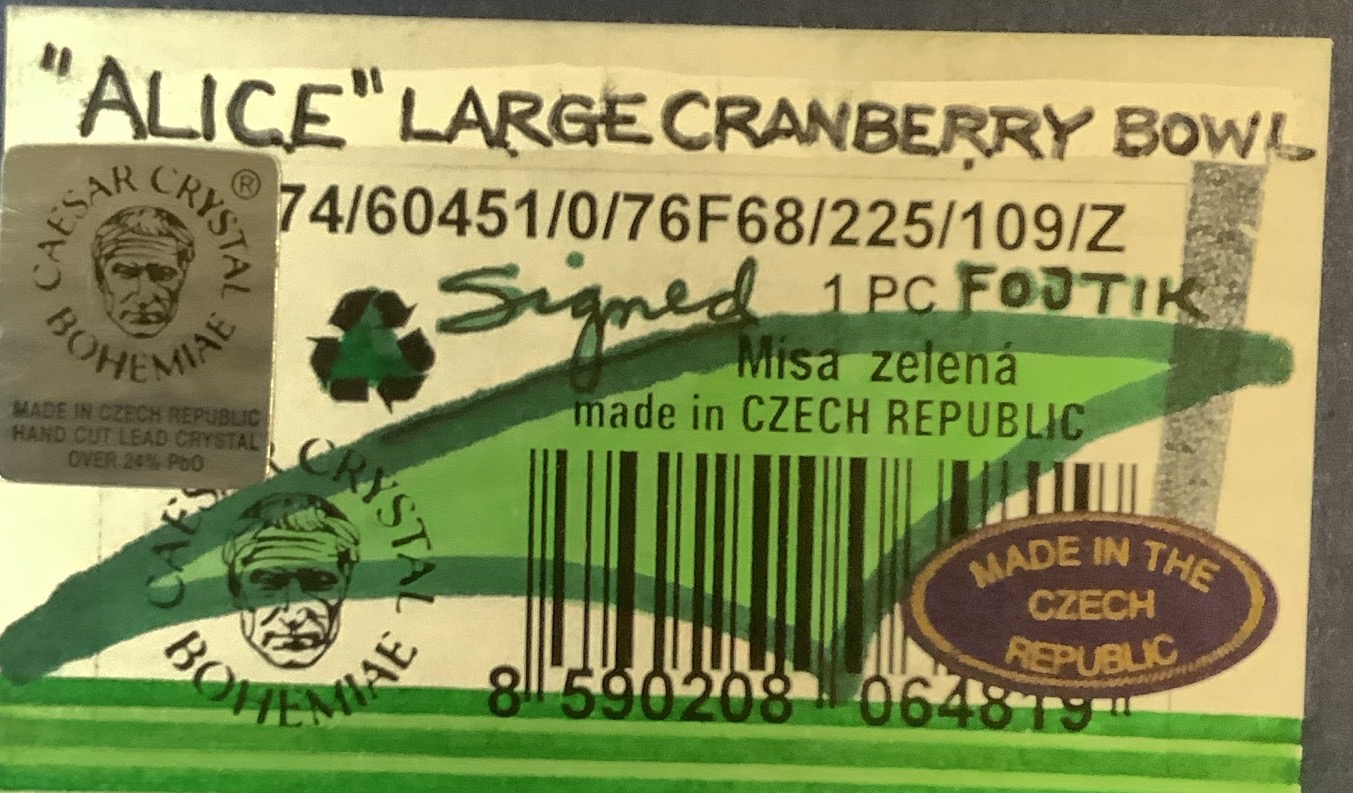 "ALICE" LARGE CRANBERRY BOWL
CAESAR CRYSTAL ®
BOHEMIAE
MADE IN CZECH REPUBLIC
HAND CUT LEAD CRYSTAL
OVER 24% PbO
74/60451/0/76F68/225/109/Z
Signed 1 PC FOJTIK
Misa zelená
made in CZECH REPUBLIC
CAESAR CRYSTAL
BOHEMIAE
MADE IN THE
CZECH
REPUBLIC
8 590208 064819